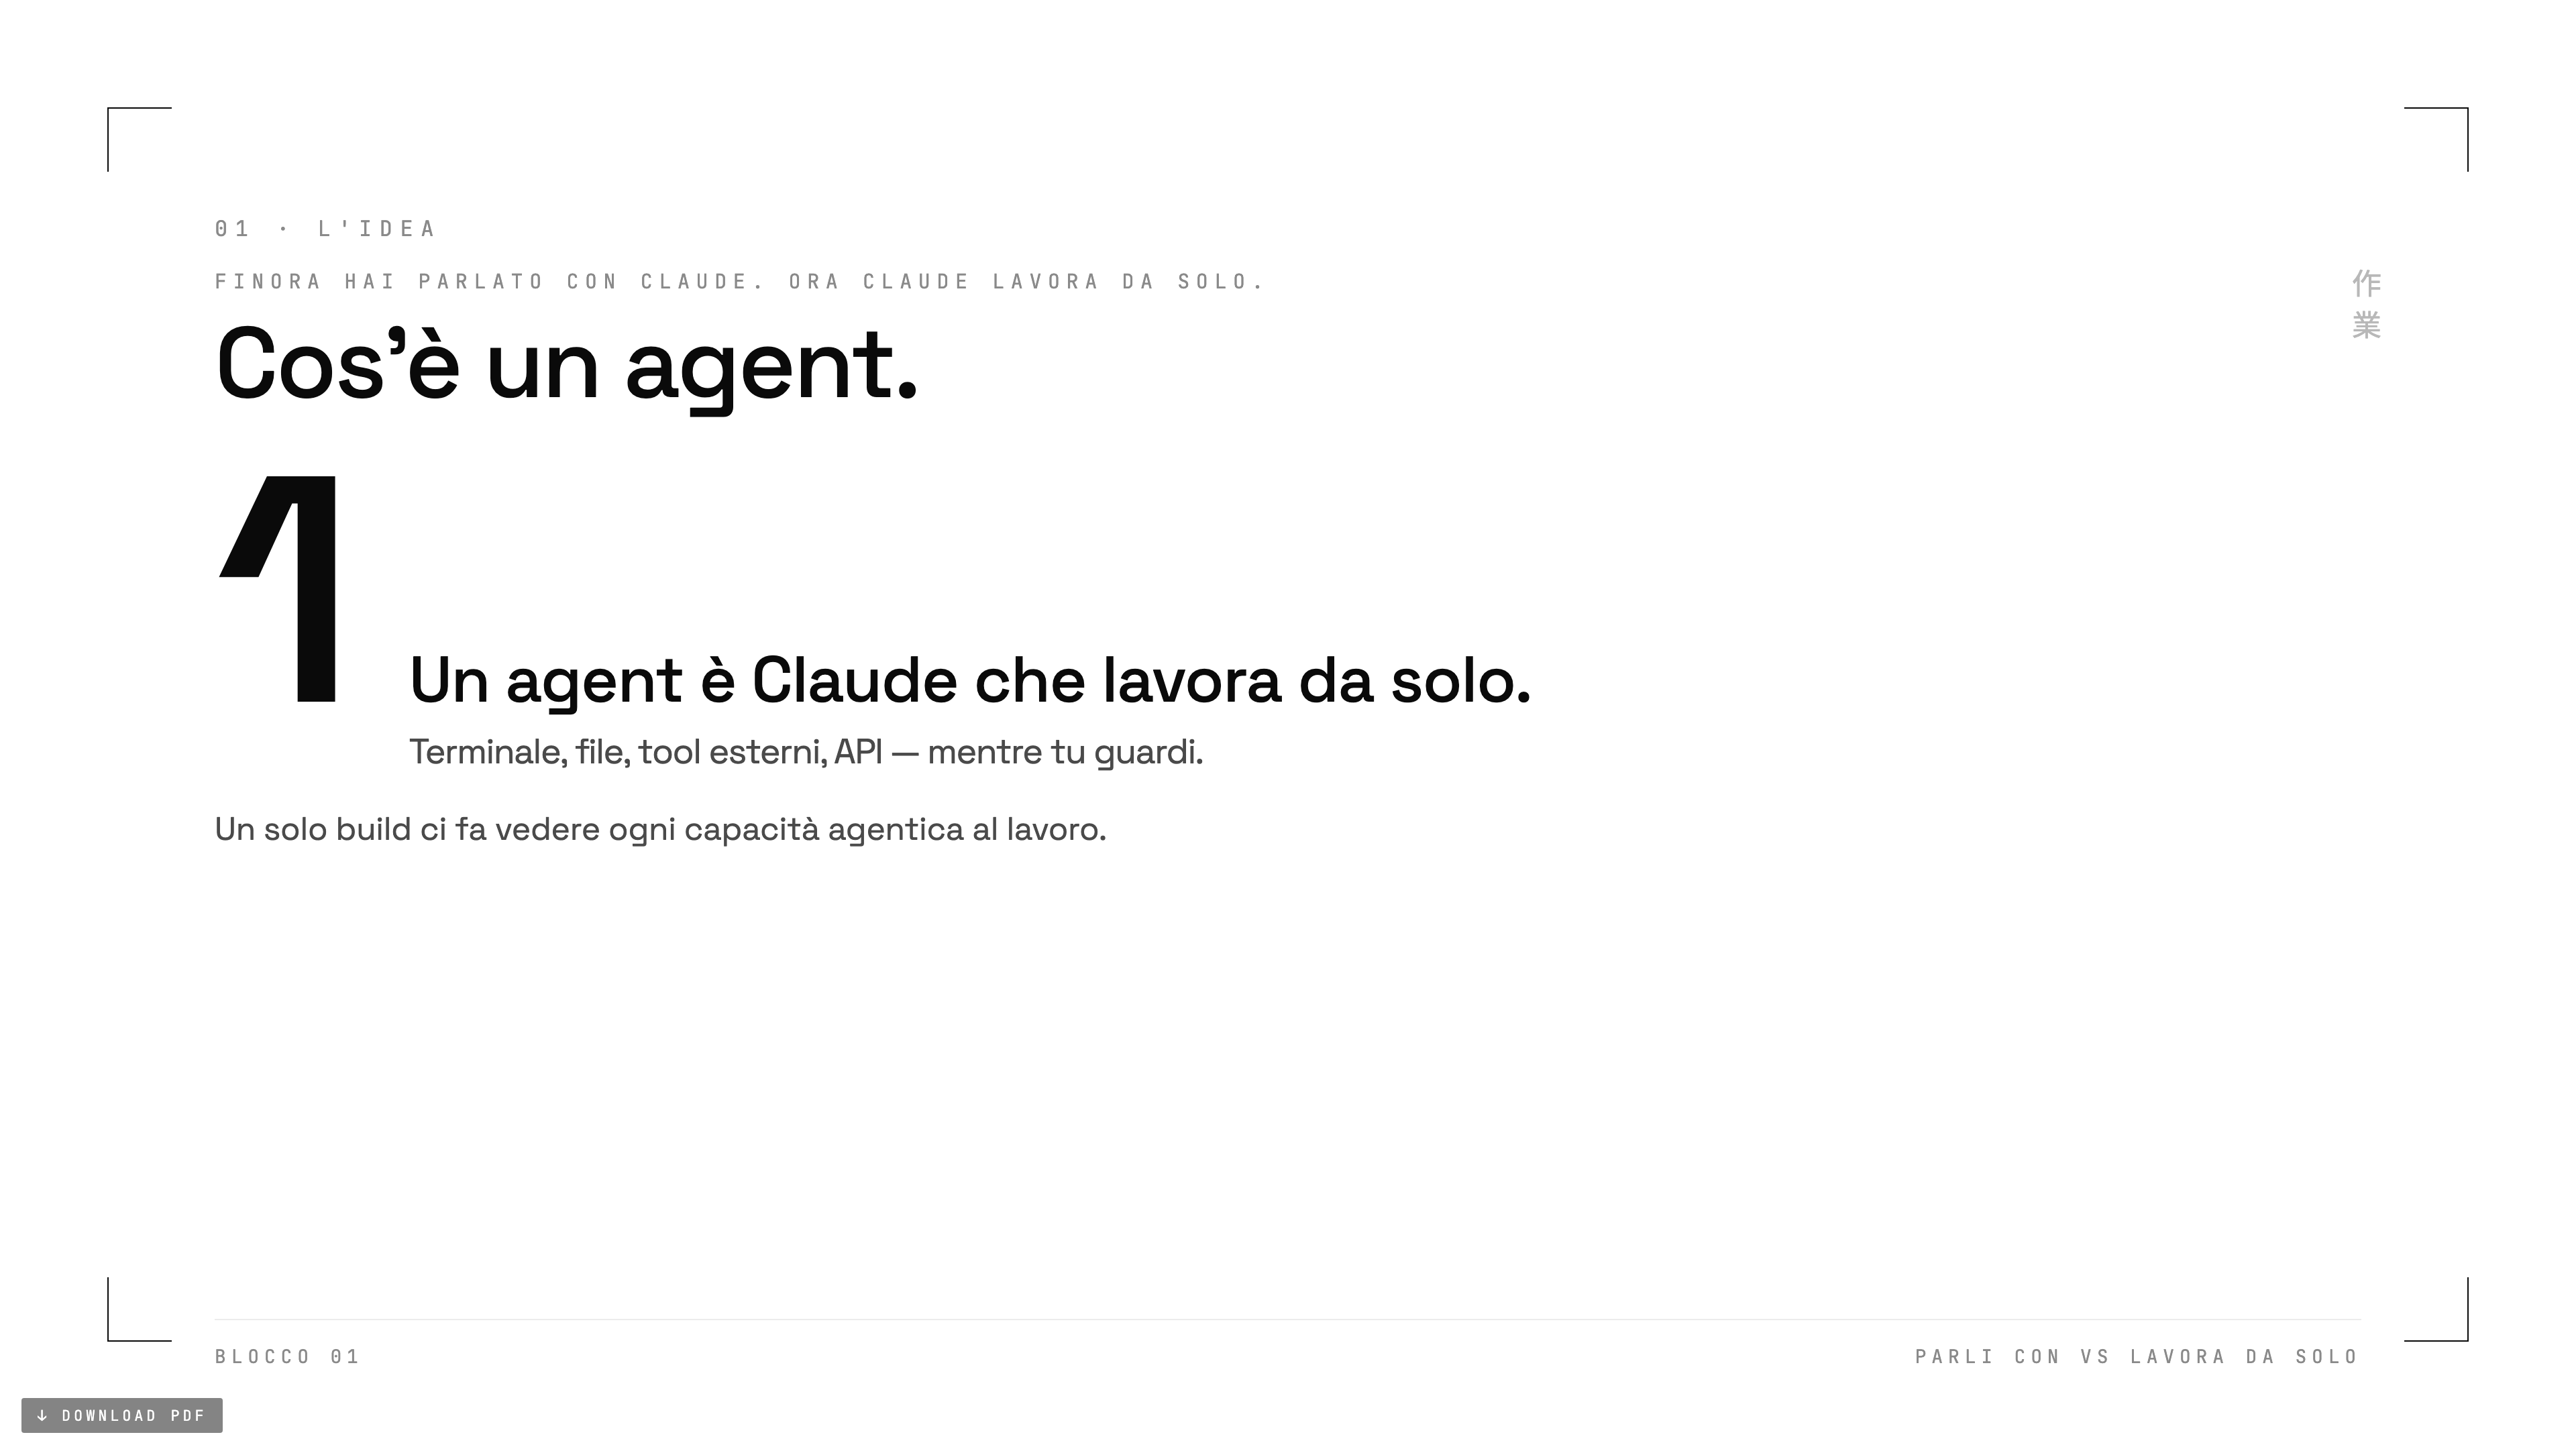 01 · L'IDEA
FINORA HAI PARLATO CON CLAUDE. ORA CLAUDE LAVORA DA SOLO.
作業
Cos’è un agent.
1
Un agent è Claude che lavora da solo.
Terminale, file, tool esterni, API — mentre tu guardi.
Un solo build ci fa vedere ogni capacità agentica al lavoro.
BLOCCO 01
PARLI CON VS LAVORA DA SOLO
↓ DOWNLOAD PDF